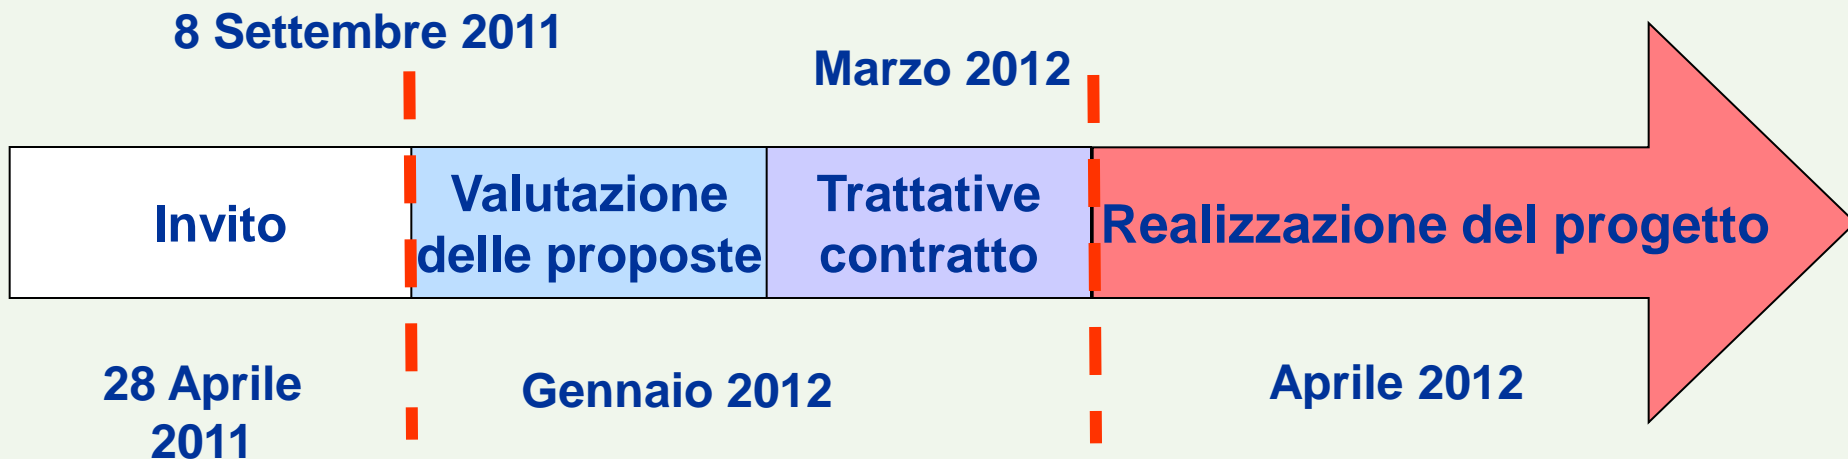 8 Settembre 2011
Marzo 2012
Invito
Valutazione
delle proposte
Trattative
contratto
Realizzazione del progetto
28 Aprile
2011
Gennaio 2012
Aprile 2012